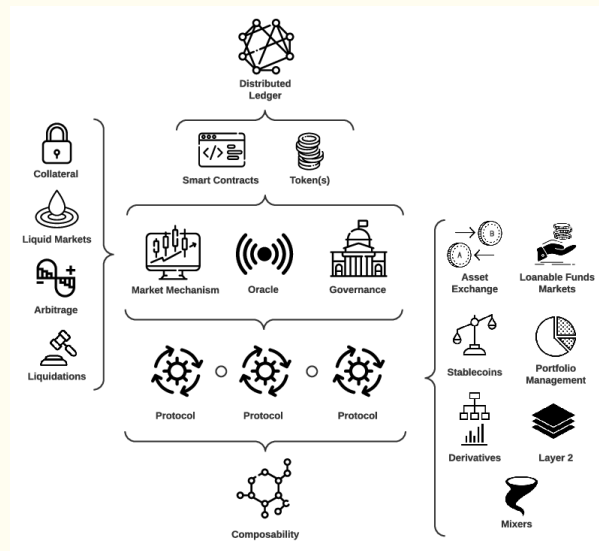 Distributed
Ledger
Smart Contracts
Token(s)
Collateral
Liquid Markets
Arbitrage
Liquidations
Market Mechanism
Oracle
Governance
Protocol
Protocol
Protocol
Composability
B
A
Asset
Exchange
Loanable Funds
Markets
Stablecoins
Portfolio
Management
Derivatives
Layer 2
Mixers